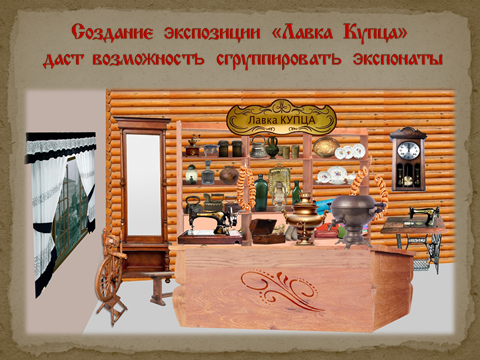 Создание экспозиции «Лавка Купца»
даст возможность сгруппировать экспонаты
Лавка КУПЦА